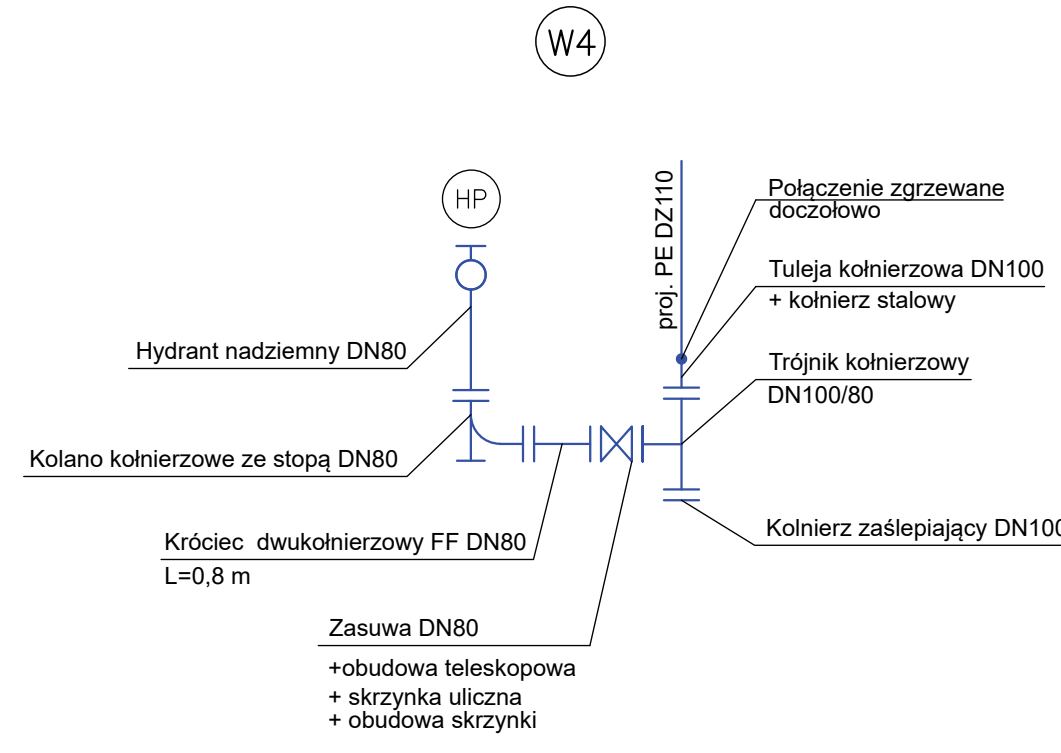 W4
HP
proj. PE DZ110
Połączenie zgrzewane
doczołowo
Tuleja kołnierzowa DN100
+ kołnierz stalowy
Hydrant nadziemny DN80
Trójnik kołnierzowy
DN100/80
Kolano kołnierzowe ze stopą DN80
Kolnierz zaślepiający DN100
Króciec dwukołnierzowy FF DN80
L=0,8 m
Zasuwa DN80
+obudowa teleskopowa
+ skrzynka uliczna
+ obudowa skrzynki